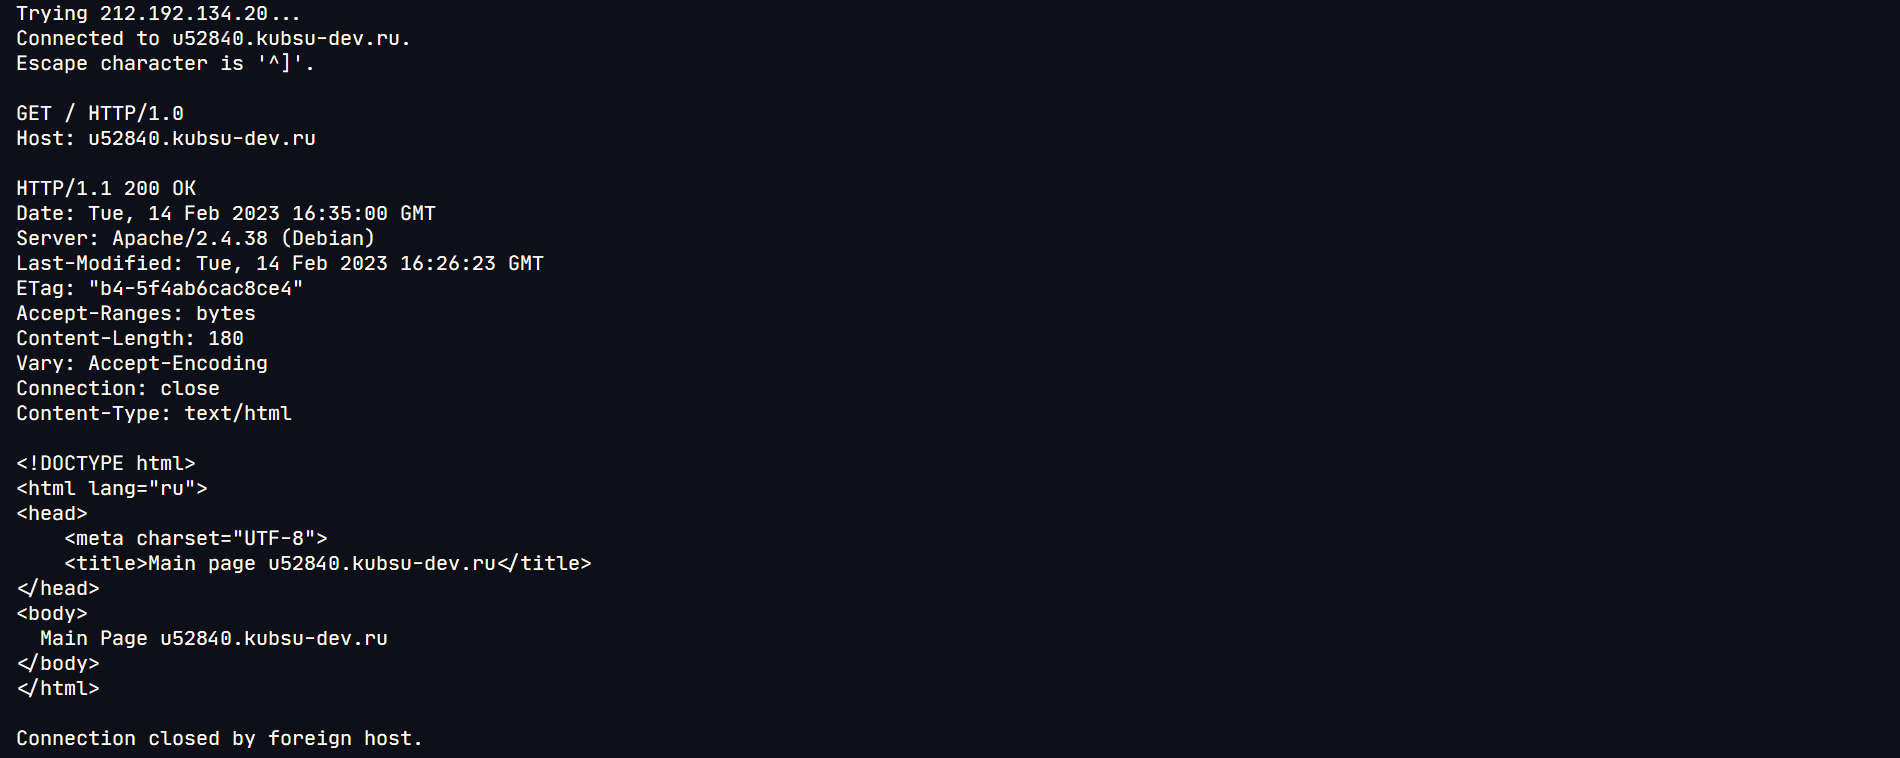 Trying 212.192.134.20...
Connected to u52840.kubsu-dev.ru.
Escape character is '^]'.

GET / HTTP/1.0
Host: u52840.kubsu-dev.ru

HTTP/1.1 200 OK
Date: Tue, 14 Feb 2023 16:35:00 GMT
Server: Apache/2.4.38 (Debian)
Last-Modified: Tue, 14 Feb 2023 16:26:23 GMT
ETag: "b4-5f4ab6cac8ce4"
Accept-Ranges: bytes
Content-Length: 180
Vary: Accept-Encoding
Connection: close
Content-Type: text/html

<!DOCTYPE html>
<html lang="ru">
<head>
    <meta charset="UTF-8">
    <title>Main page u52840.kubsu-dev.ru</title>
</head>
<body>
  Main Page u52840.kubsu-dev.ru
</body>
</html>

Connection closed by foreign host.